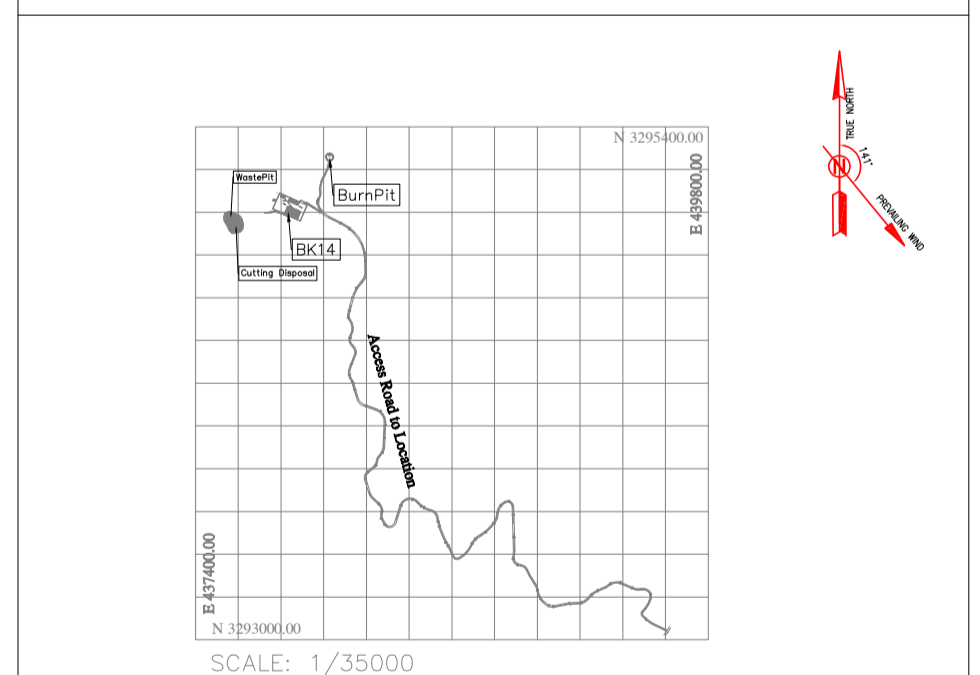 N 3295400.00
E 439800.00
TRUE NORTH
N
141°
PREVAILING WIND
WastePit
BurnPit
BK14
Cutting Disposal
Access Road to Location
E 437400.00
N 3293000.00
SCALE: 1/35000